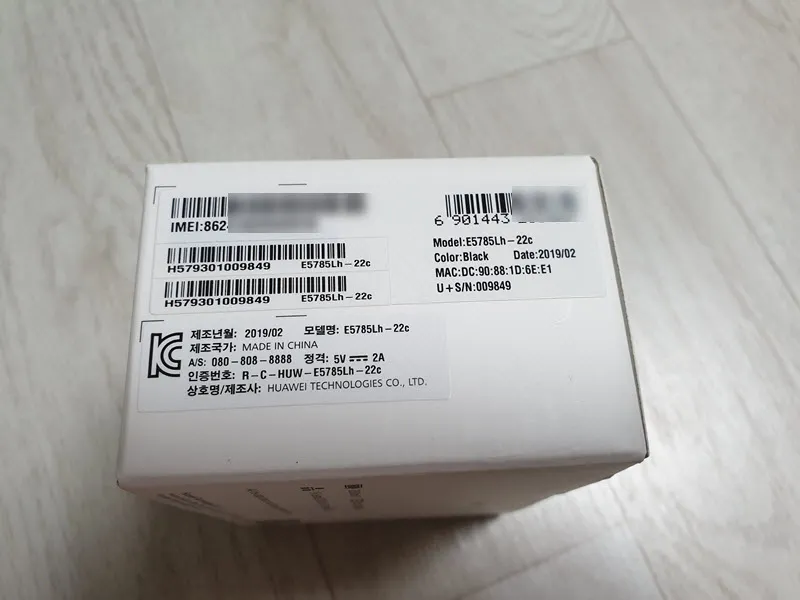 IMEI:862
6 901443
H579301009849 E5785Lh-22c
H579301009849 E5785Lh-22c
Model:E5785Lh-22c
Color:Black Date:2019/02
MAC:DC:90:88:1D:6E:E1
U+S/N:009849
제조년월: 2019/02 모델명: E5785Lh-22c
제조국가: MADE IN CHINA
A/S: 080-808-8888 정격: 5V ⎓ 2A
인증번호: R-C-HUW-E5785Lh-22c
상호명/제조사: HUAWEI TECHNOLOGIES CO., LTD.